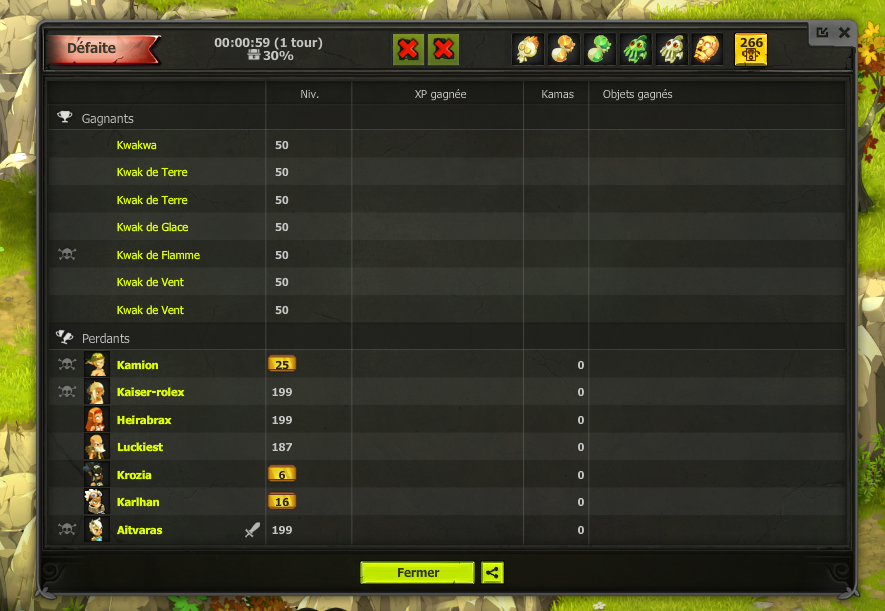 Défaite
00:00:59 (1 tour)
30%
266
Niv. XP gagnée Kamas Objets gagnés
Gagnants
Kwakwa 50
Kwak de Terre 50
Kwak de Terre 50
Kwak de Glace 50
Kwak de Flamme 50
Kwak de Vent 50
Kwak de Vent 50
Perdants
Kamion 25 0
Kaiser-rolex 199 0
Heirabrax 199 0
Luckiest 187 0
Krozia 6 0
Karlhan 16 0
Aitvaras 199 0
Fermer